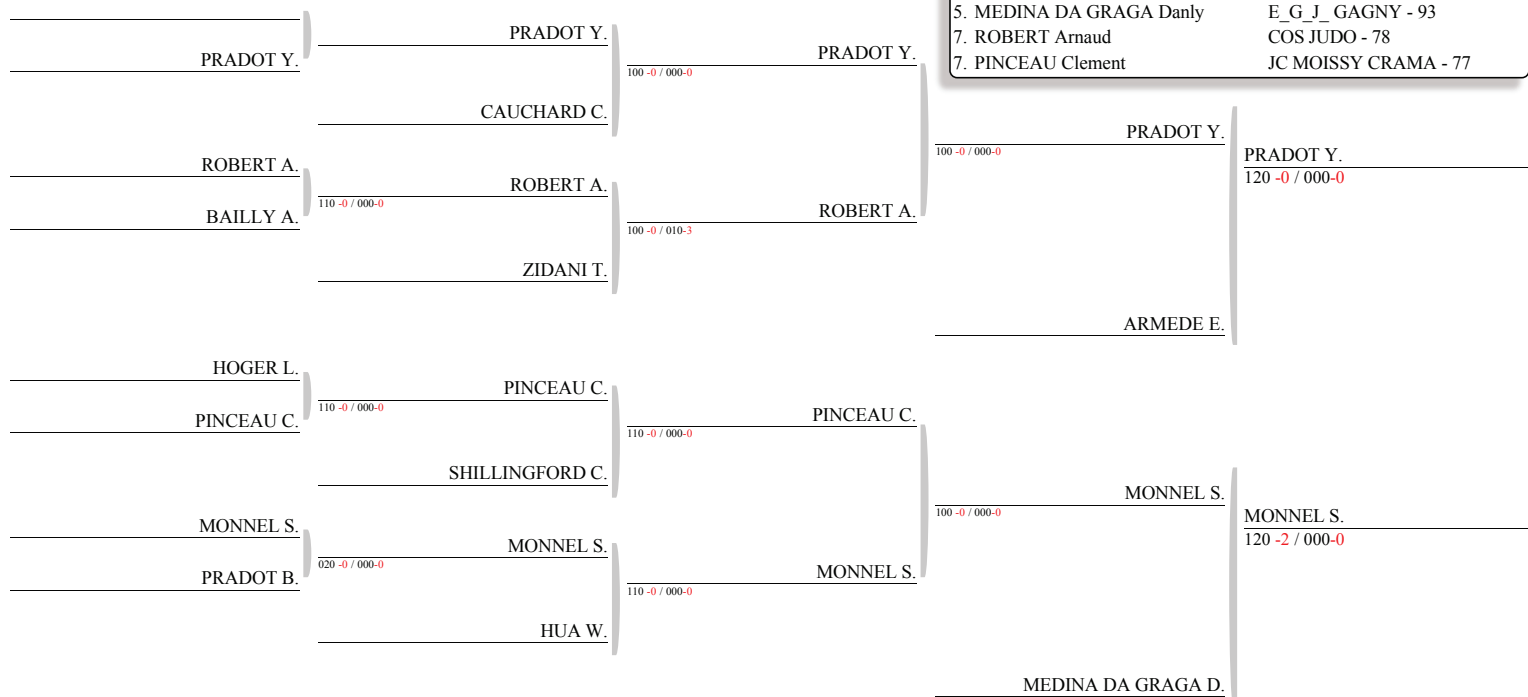 5. MEDINA DA GRAGA Danly E_G_J_ GAGNY - 93
7. ROBERT Arnaud COS JUDO - 78
7. PINCEAU Clement JC MOISSY CRAMA - 77
PRADOT Y.
PRADOT Y.
100 -0 / 000-0
CAUCHARD C.
PRADOT Y.
ROBERT A.
BAILLY A.
110 -0 / 000-0
ROBERT A.
ZIDANI T.
100 -0 / 010-3
ROBERT A.
100 -0 / 000-0
PRADOT Y.
ARMEDE E.
PRADOT Y.
120 -0 / 000-0
HOGER L.
PINCEAU C.
110 -0 / 000-0
PINCEAU C.
SHILLINGFORD C.
110 -0 / 000-0
PINCEAU C.
MONNEL S.
PRADOT B.
020 -0 / 000-0
MONNEL S.
HUA W.
110 -0 / 000-0
MONNEL S.
100 -0 / 000-0
MONNEL S.
MEDINA DA GRAGA D.
MONNEL S.
120 -2 / 000-0